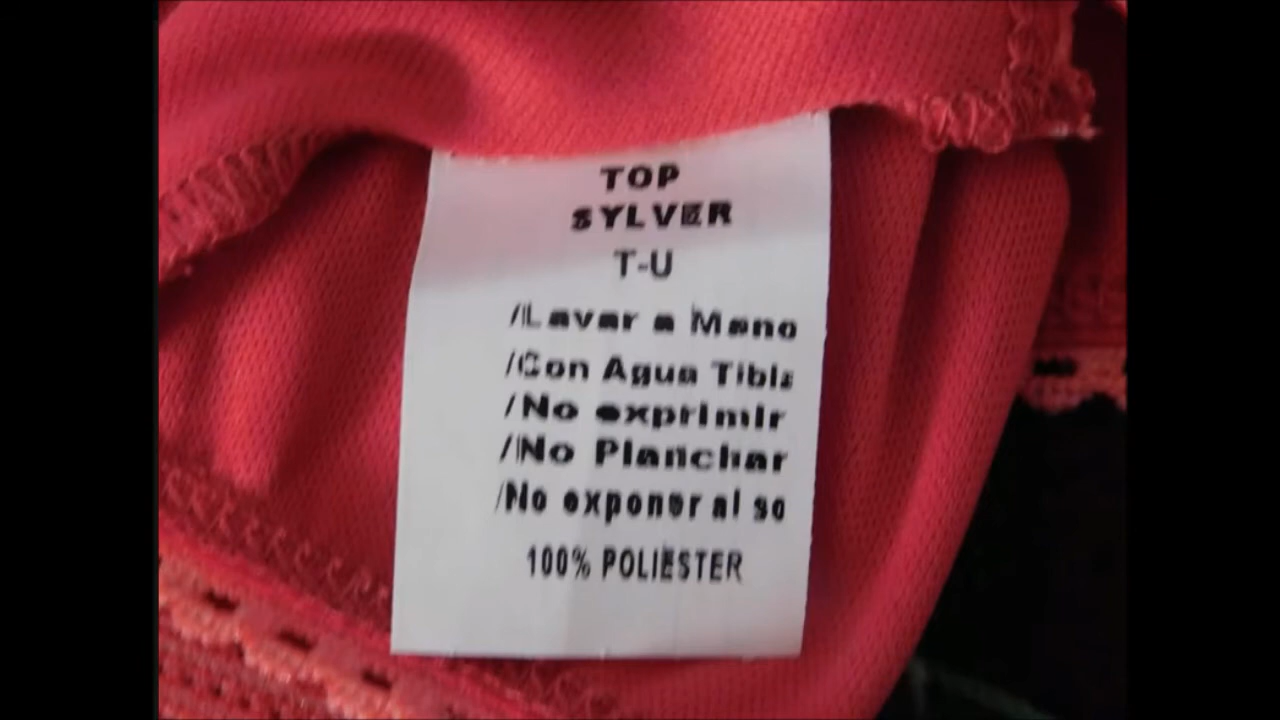 TOP
SYLVER
T-U
/Lavar a Mano
/Con Agua Tibia
/No exprimir
/No Planchar
/No exponer al so
100% POLIESTER